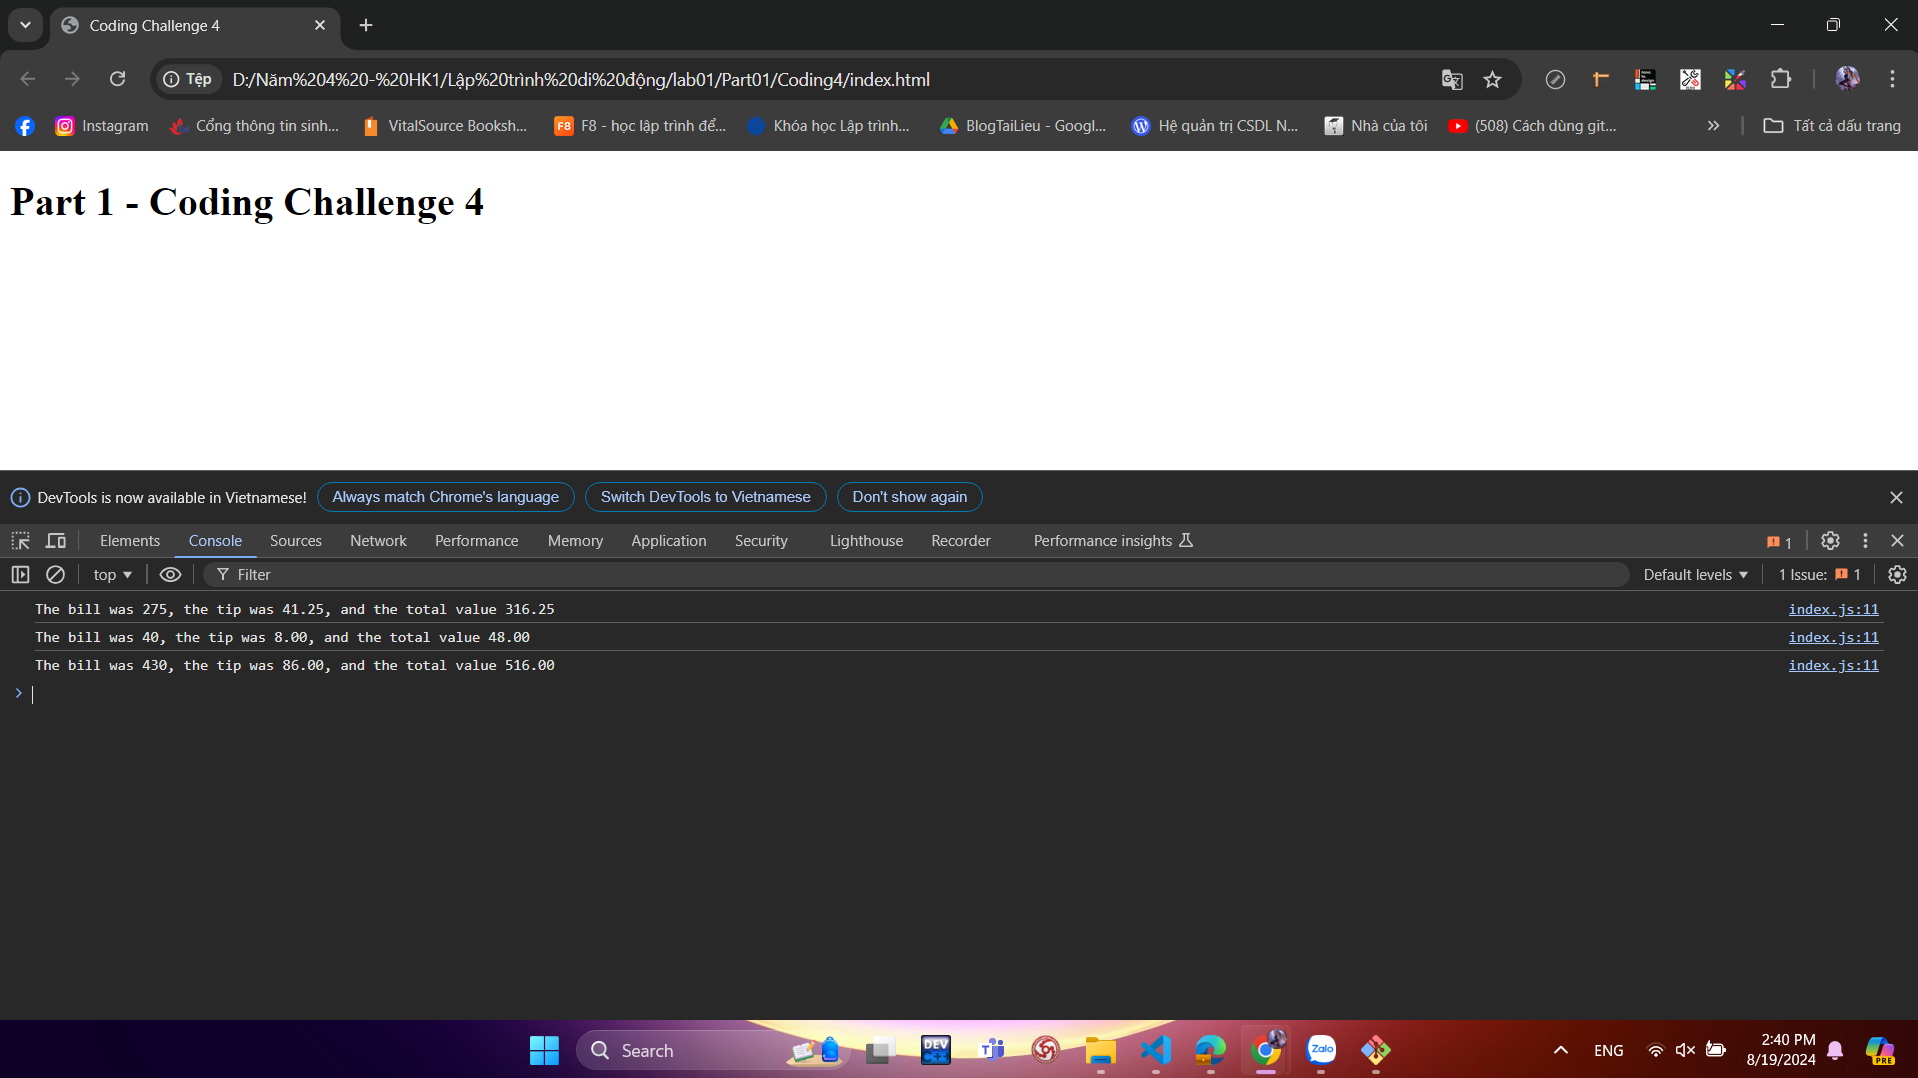 Coding Challenge 4
Tệp D:/Năm%204%20-%20HK1/Lập%20trình%20di%20động/lab01/Part01/Coding4/index.html
Instagram Cổng thông tin sinh... VitalSource Booksh... F8 F8 - học lập trình để... Khóa học Lập trình... BlogTaiLieu - Googl... Hệ quản trị CSDL N... Nhà của tôi (508) Cách dùng git... Tất cả dấu trang
Part 1 - Coding Challenge 4
DevTools is now available in Vietnamese! Always match Chrome's language Switch DevTools to Vietnamese Don't show again
Elements Console Sources Network Performance Memory Application Security Lighthouse Recorder Performance insights 1
top Filter Default levels 1 Issue: 1
The bill was 275, the tip was 41.25, and the total value 316.25 index.js:11
The bill was 40, the tip was 8.00, and the total value 48.00 index.js:11
The bill was 430, the tip was 86.00, and the total value 516.00 index.js:11
Search DEV C++ Zalo ENG 2:40 PM
8/19/2024 PRE